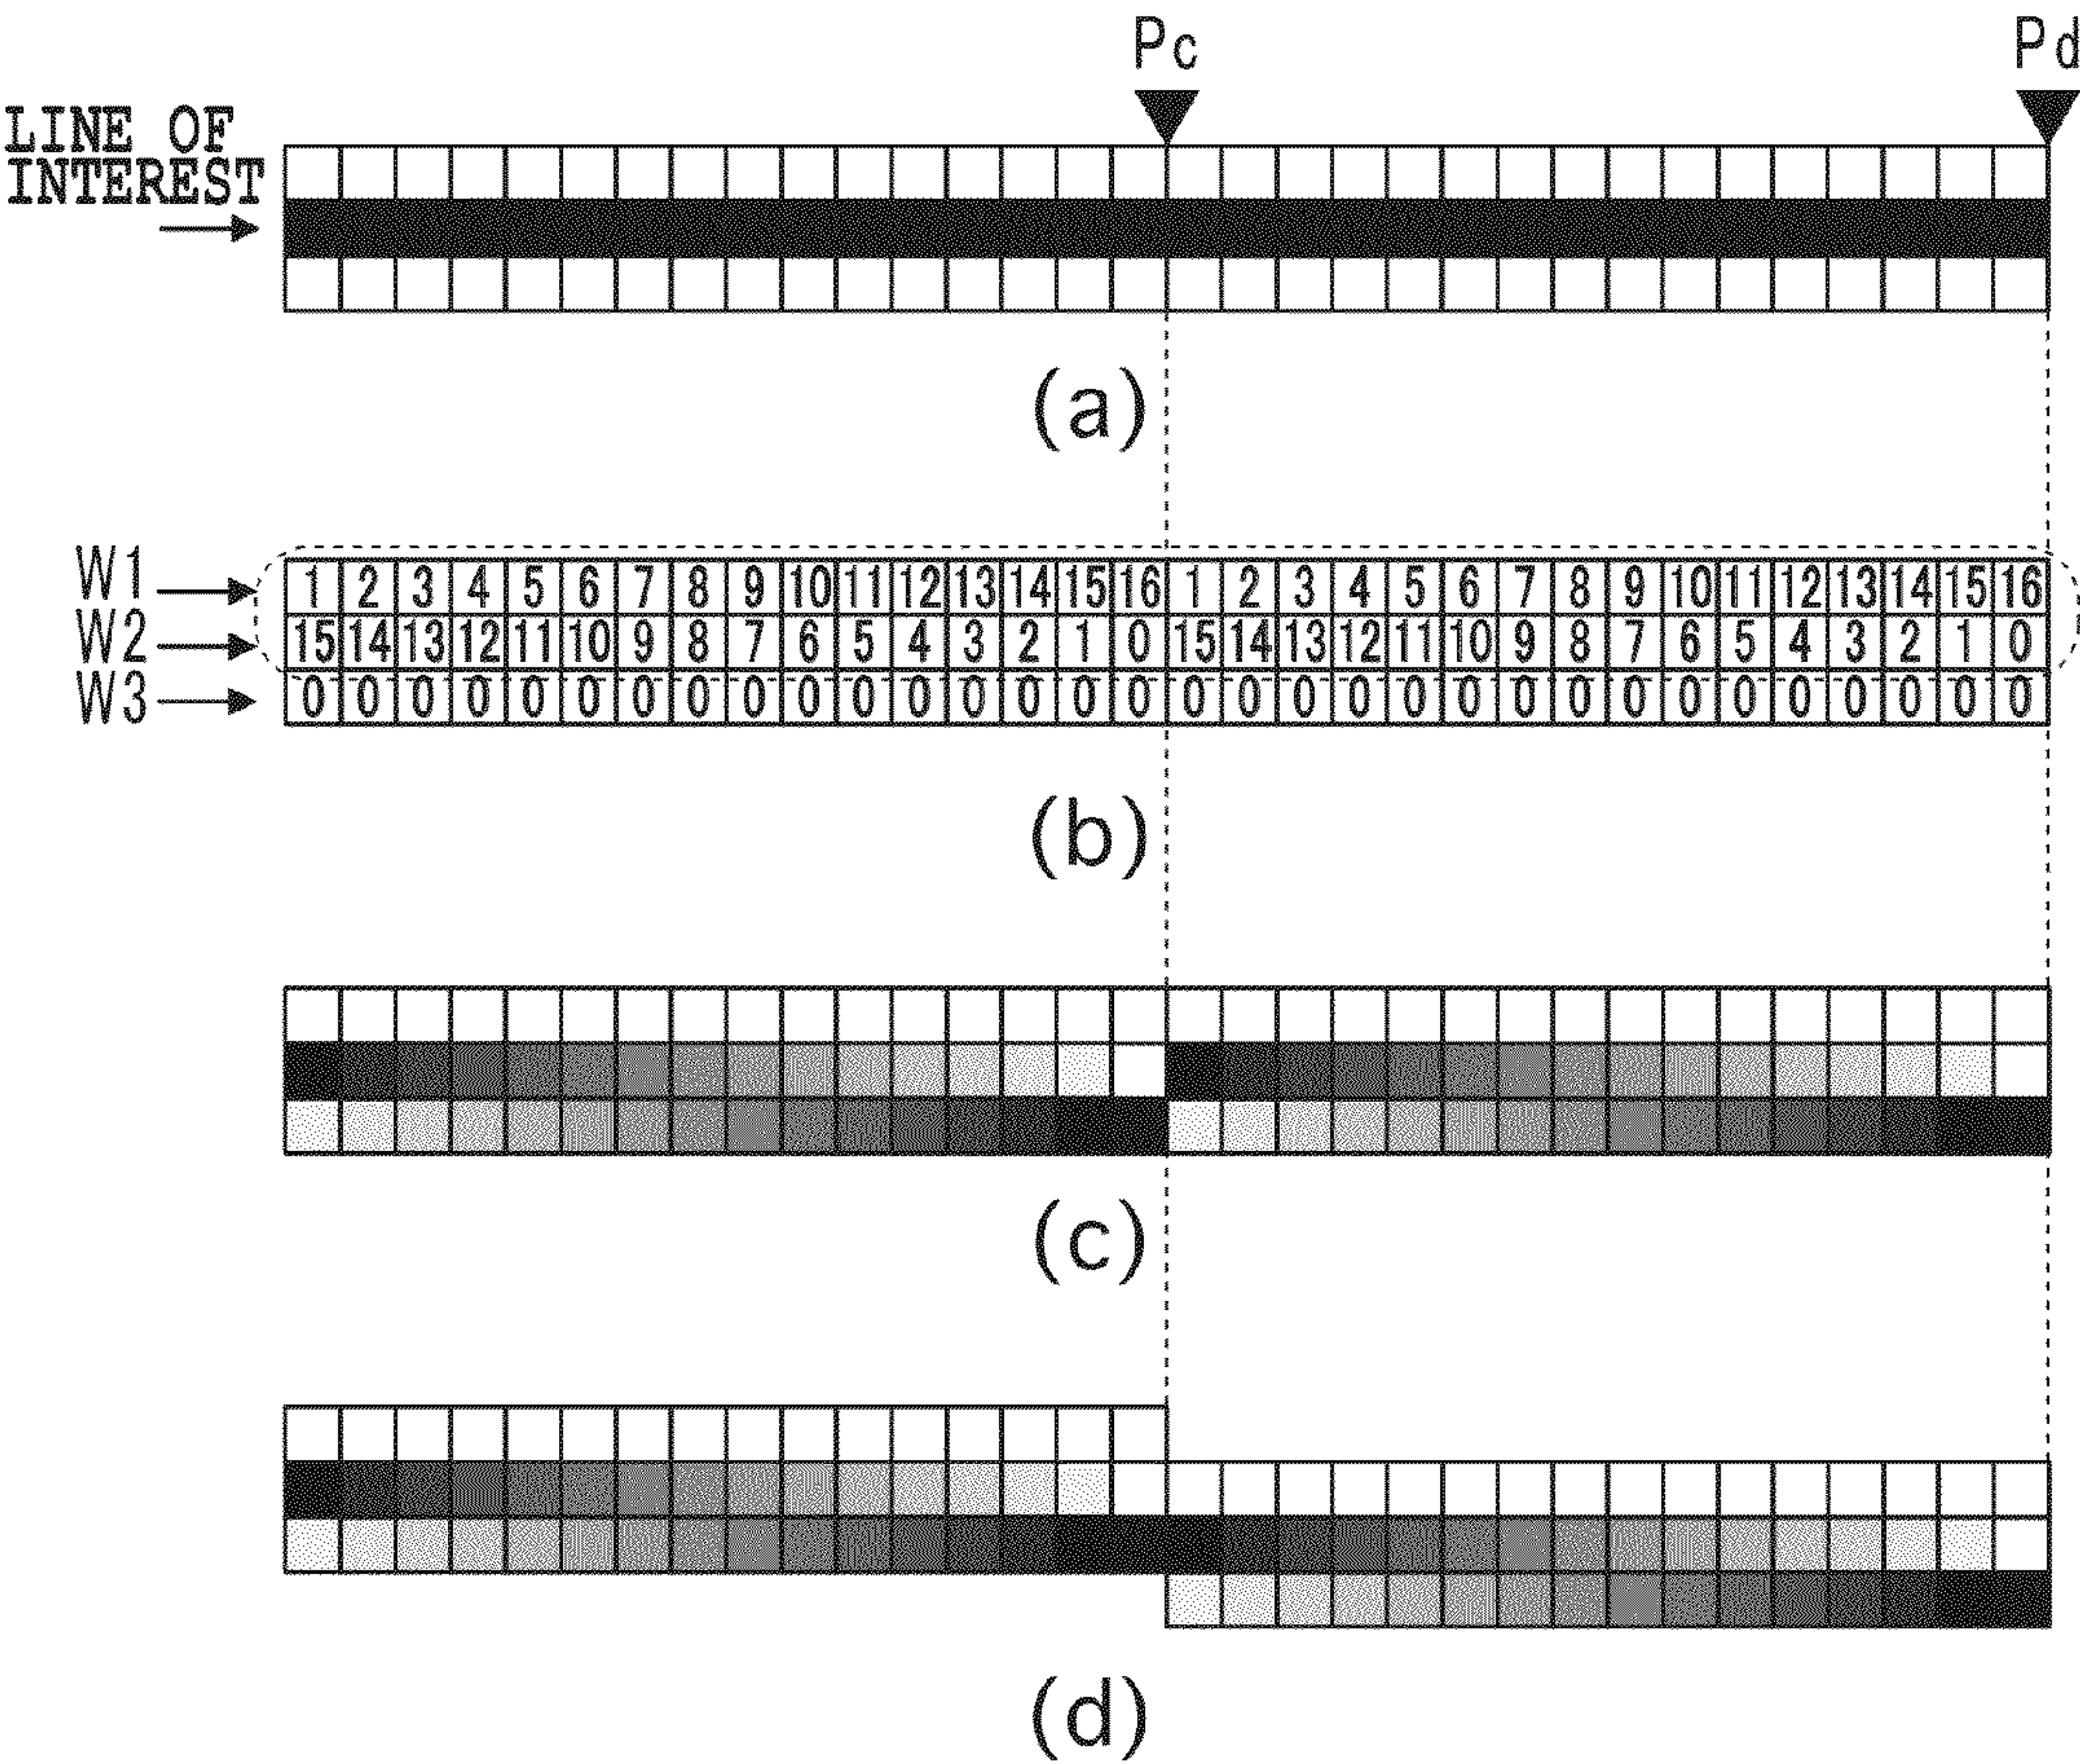 Pc Pd
LINE OF
INTEREST
(a)
W1 1 2 3 4 5 6 7 8 9 10 11 12 13 14 15 16 1 2 3 4 5 6 7 8 9 10 11 12 13 14 15 16
W2 15 14 13 12 11 10 9 8 7 6 5 4 3 2 1 0 15 14 13 12 11 10 9 8 7 6 5 4 3 2 1 0
W3 0 0 0 0 0 0 0 0 0 0 0 0 0 0 0 0 0 0 0 0 0 0 0 0 0 0 0 0 0 0 0 0
(b)
(c)
(d)